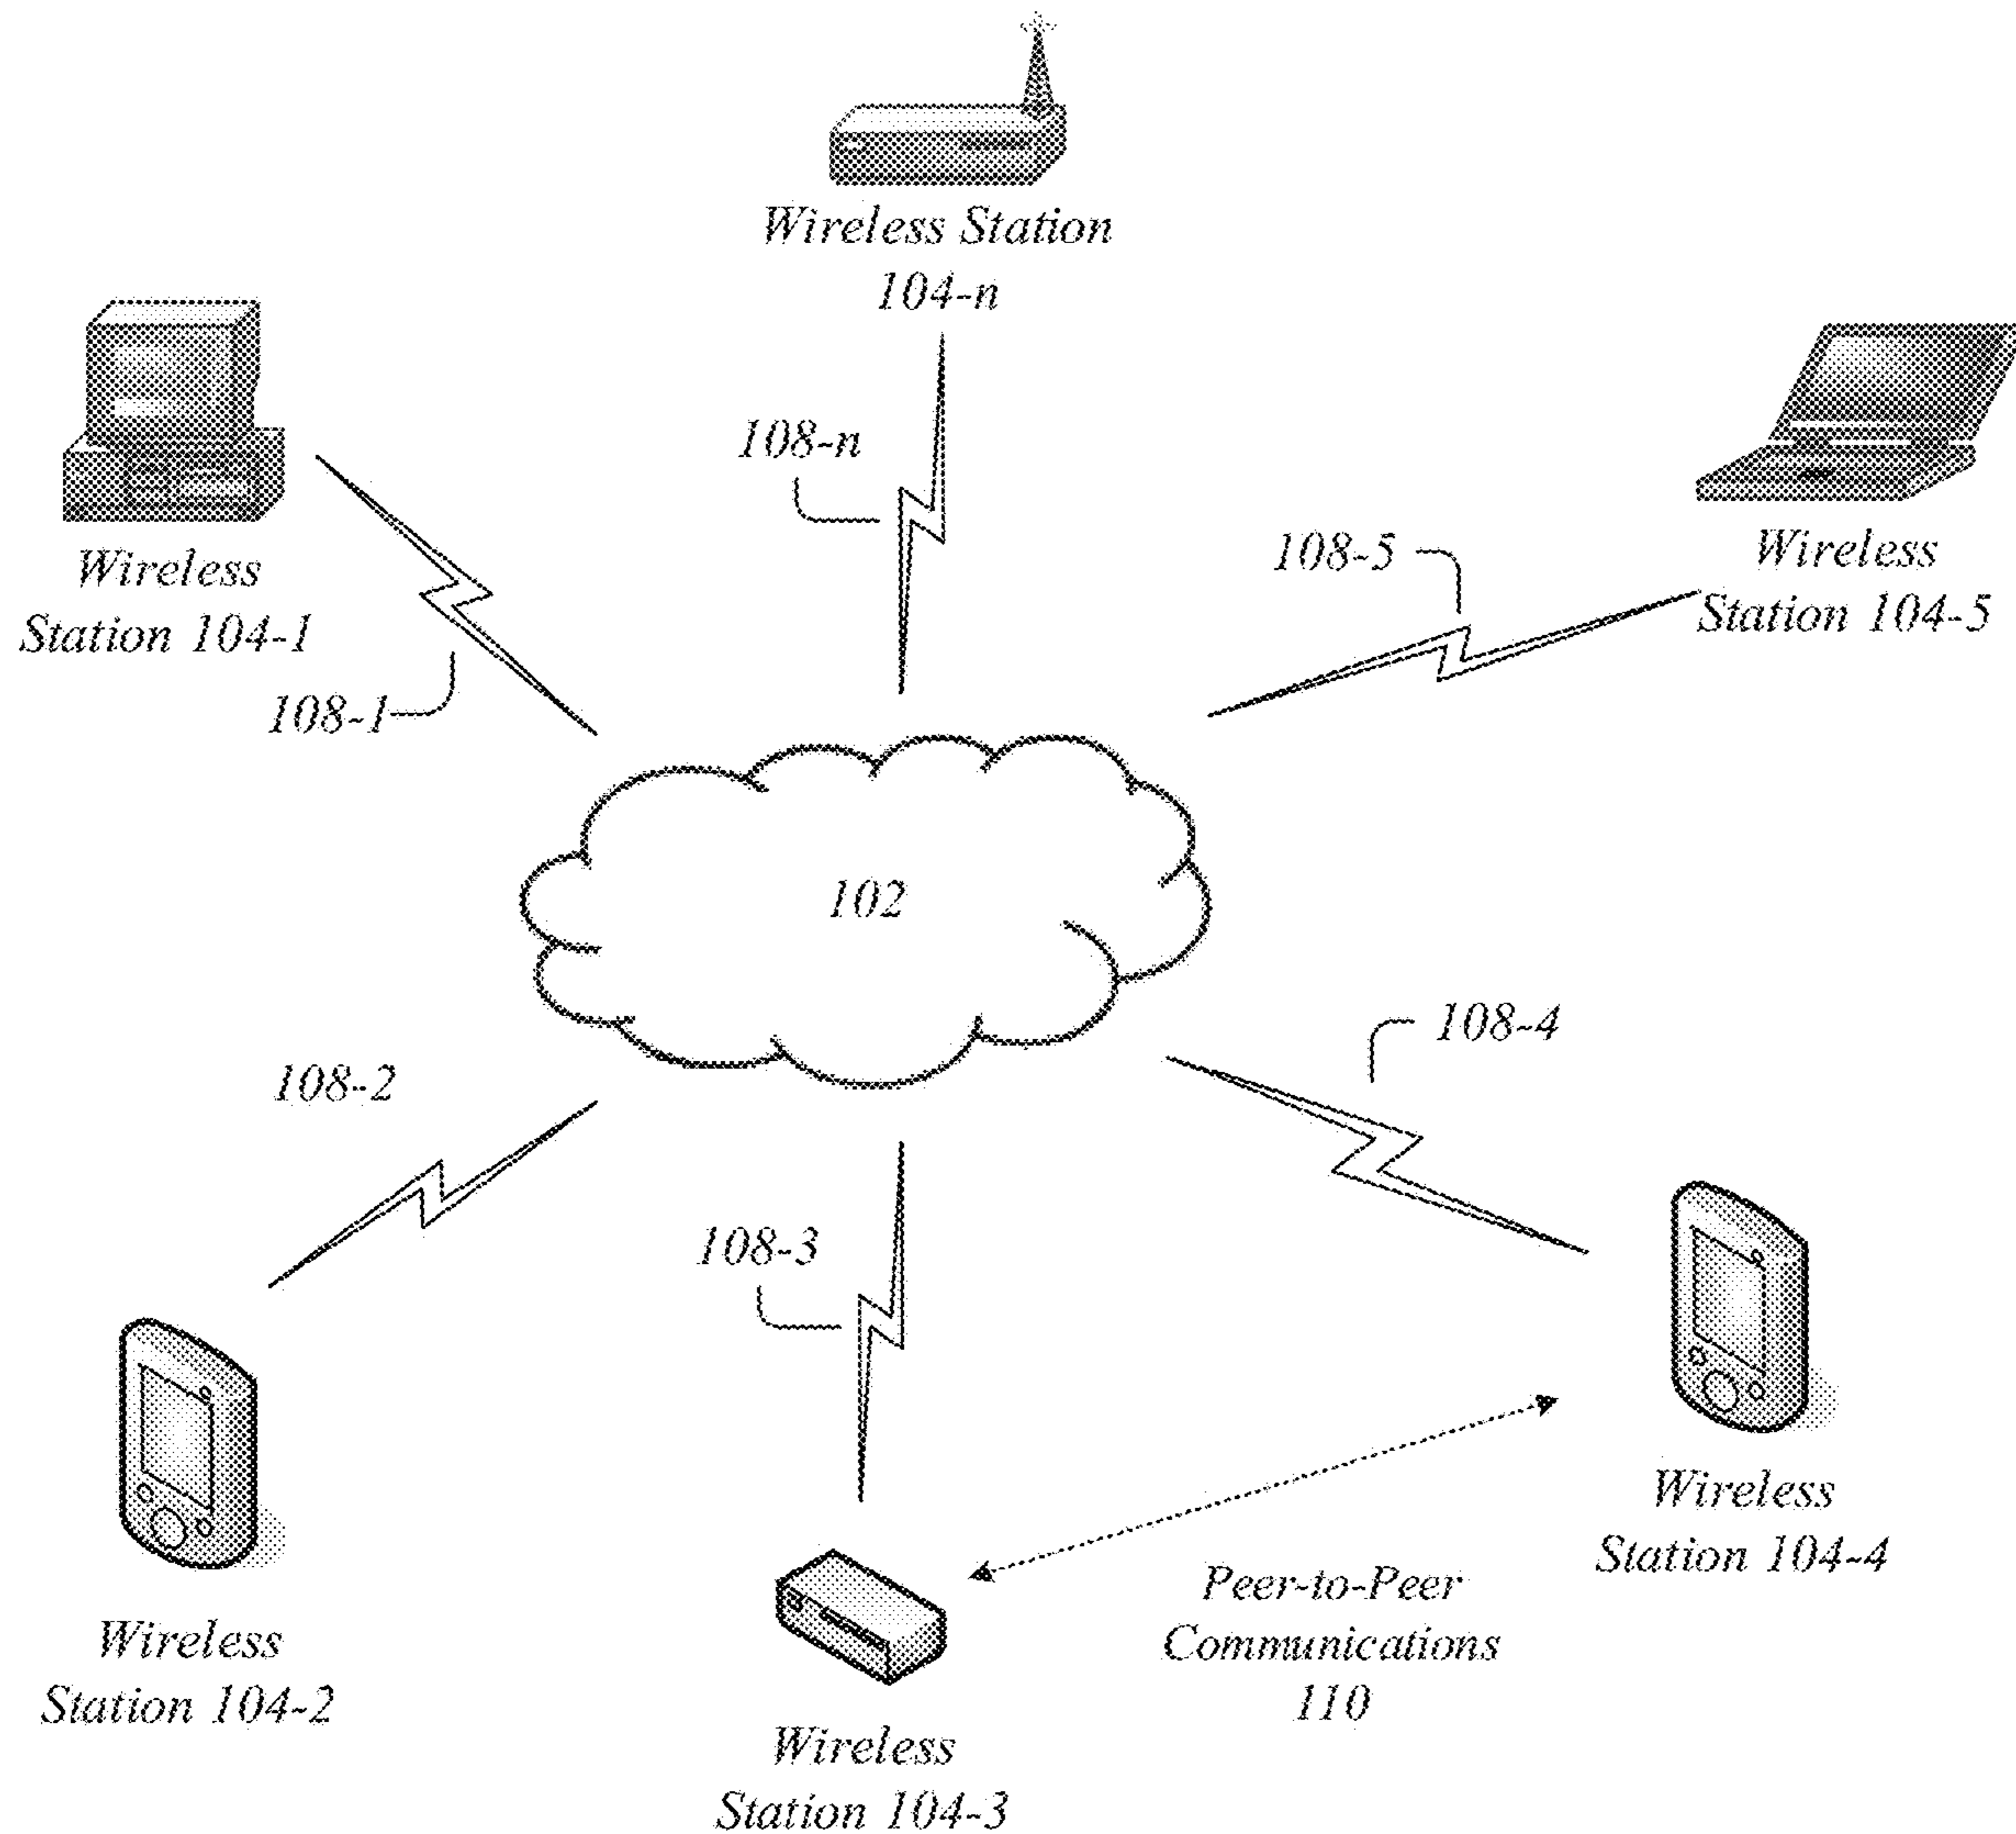 Wireless Station
104-n
108-n
Wireless
Station 104-1
108-1
108-5
Wireless
Station 104-5
102
108-2
108-4
108-3
Wireless
Station 104-2
Wireless
Station 104-3
Peer-to-Peer
Communications
110
Wireless
Station 104-4